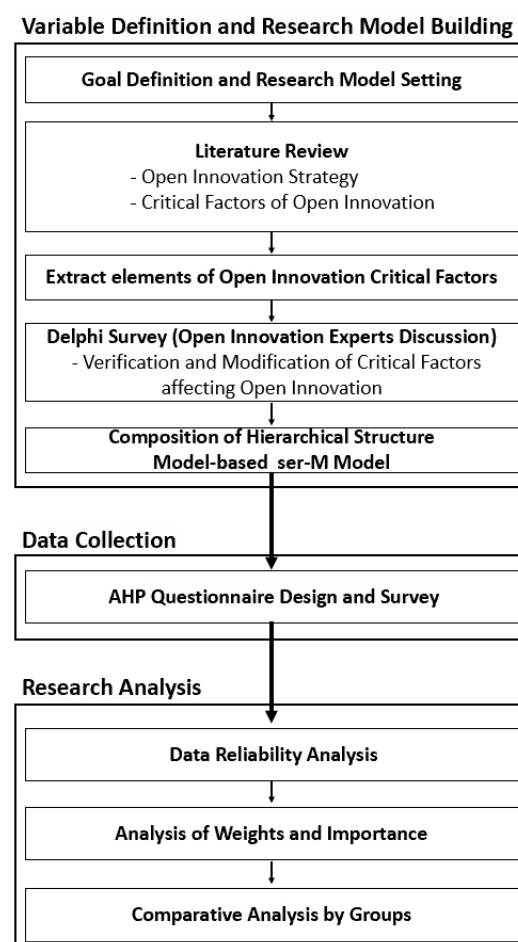 Variable Definition and Research Model Building
Goal Definition and Research Model Setting
Literature Review
- Open Innovation Strategy
- Critical Factors of Open Innovation
Extract elements of Open Innovation Critical Factors
Delphi Survey (Open Innovation Experts Discussion)
- Verification and Modification of Critical Factors
affecting Open Innovation
Composition of Hierarchical Structure
Model-based ser-M Model
Data Collection
AHP Questionnaire Design and Survey
Research Analysis
Data Reliability Analysis
Analysis of Weights and Importance
Comparative Analysis by Groups